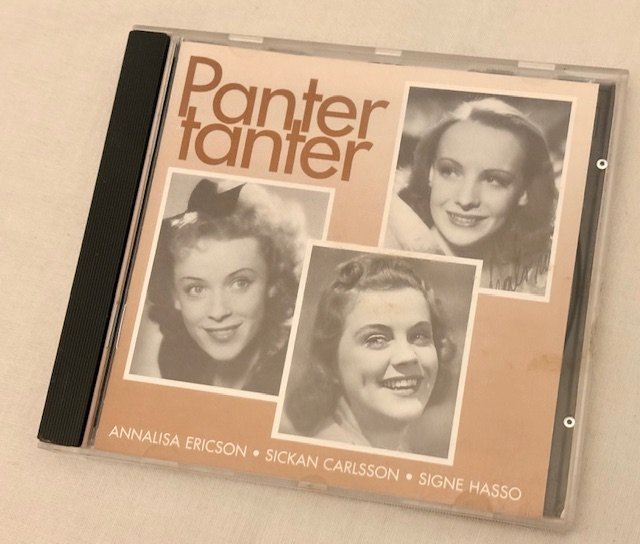 Panter
tanter
ANNALISA ERICSON • SICKAN CARLSSON • SIGNE HASSO